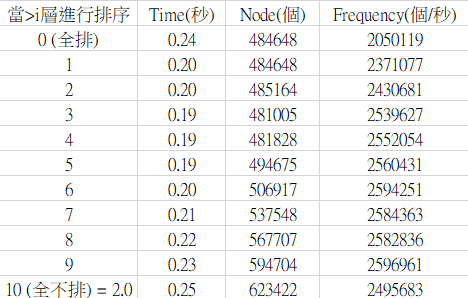 當>i層進行排序 Time(秒) Node(個) Frequency(個/秒)
0 (全排) 0.24 484648 2050119
1 0.20 484648 2371077
2 0.20 485164 2430681
3 0.19 481005 2539627
4 0.19 481828 2552054
5 0.19 494675 2560431
6 0.20 506917 2594251
7 0.21 537548 2584363
8 0.22 567707 2582836
9 0.23 594704 2596961
10 (全不排) = 2.0 0.25 623422 2495683